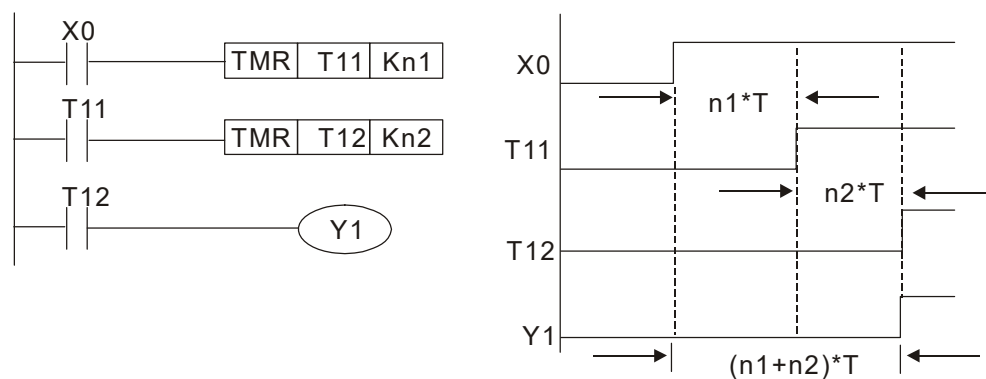 X0
TMR T11 Kn1
T11
TMR T12 Kn2
T12
Y1
X0
n1*T
T11
n2*T
T12
Y1
(n1+n2)*T